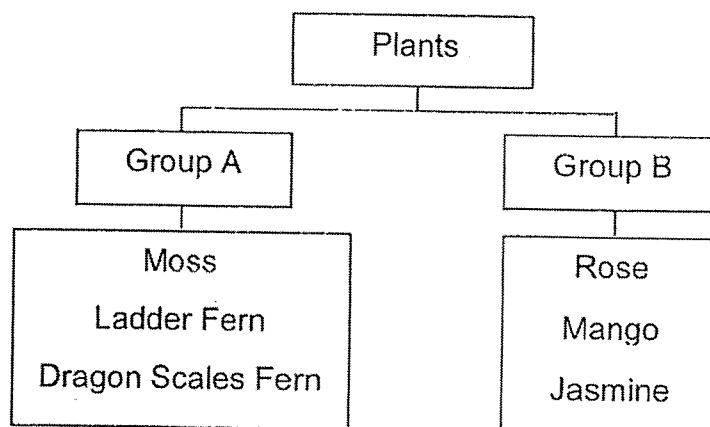 Plants
Group A
Group B
Moss
Ladder Fern
Dragon Scales Fern
Rose
Mango
Jasmine